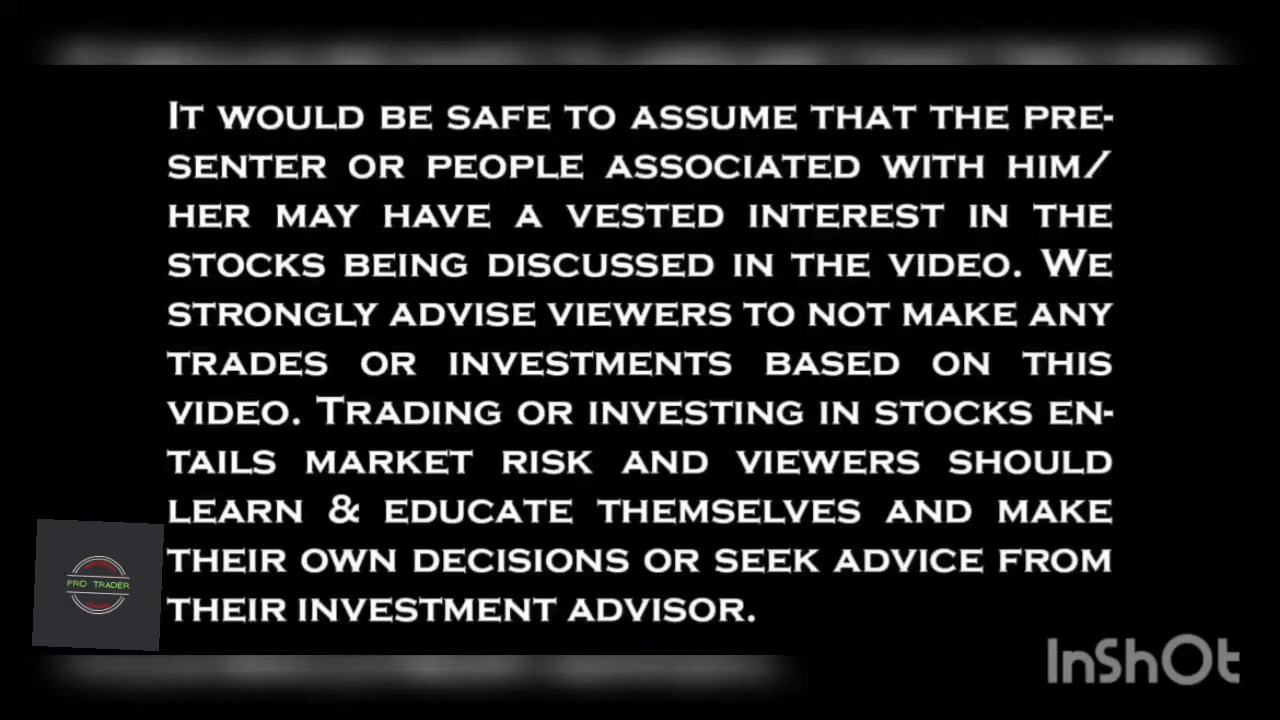 It would be safe to assume that the pre-
senter or people associated with him/
her may have a vested interest in the
stocks being discussed in the video. We
strongly advise viewers to not make any
trades or investments based on this
video. Trading or investing in stocks en-
tails market risk and viewers should
learn & educate themselves and make
their own decisions or seek advice from
their investment advisor.
PRO TRADER
InShOt